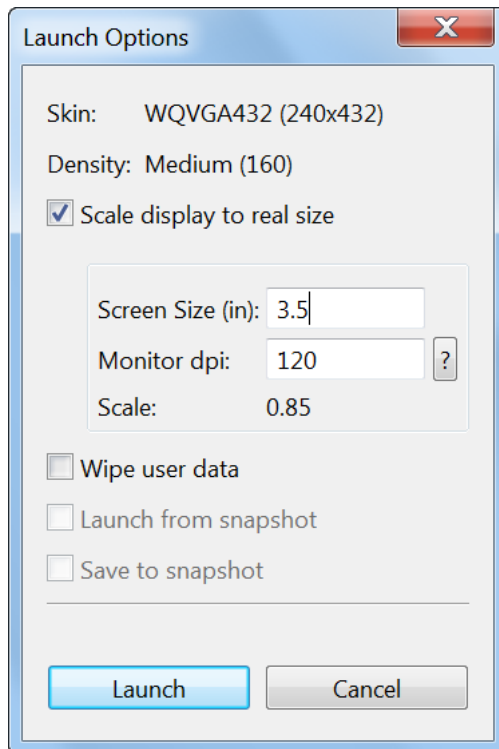 Launch Options
Skin: WQVGA432 (240x432)
Density: Medium (160)
Scale display to real size
Screen Size (in): 3.5
Monitor dpi: 120 ?
Scale: 0.85
Wipe user data
Launch from snapshot
Save to snapshot
Launch Cancel